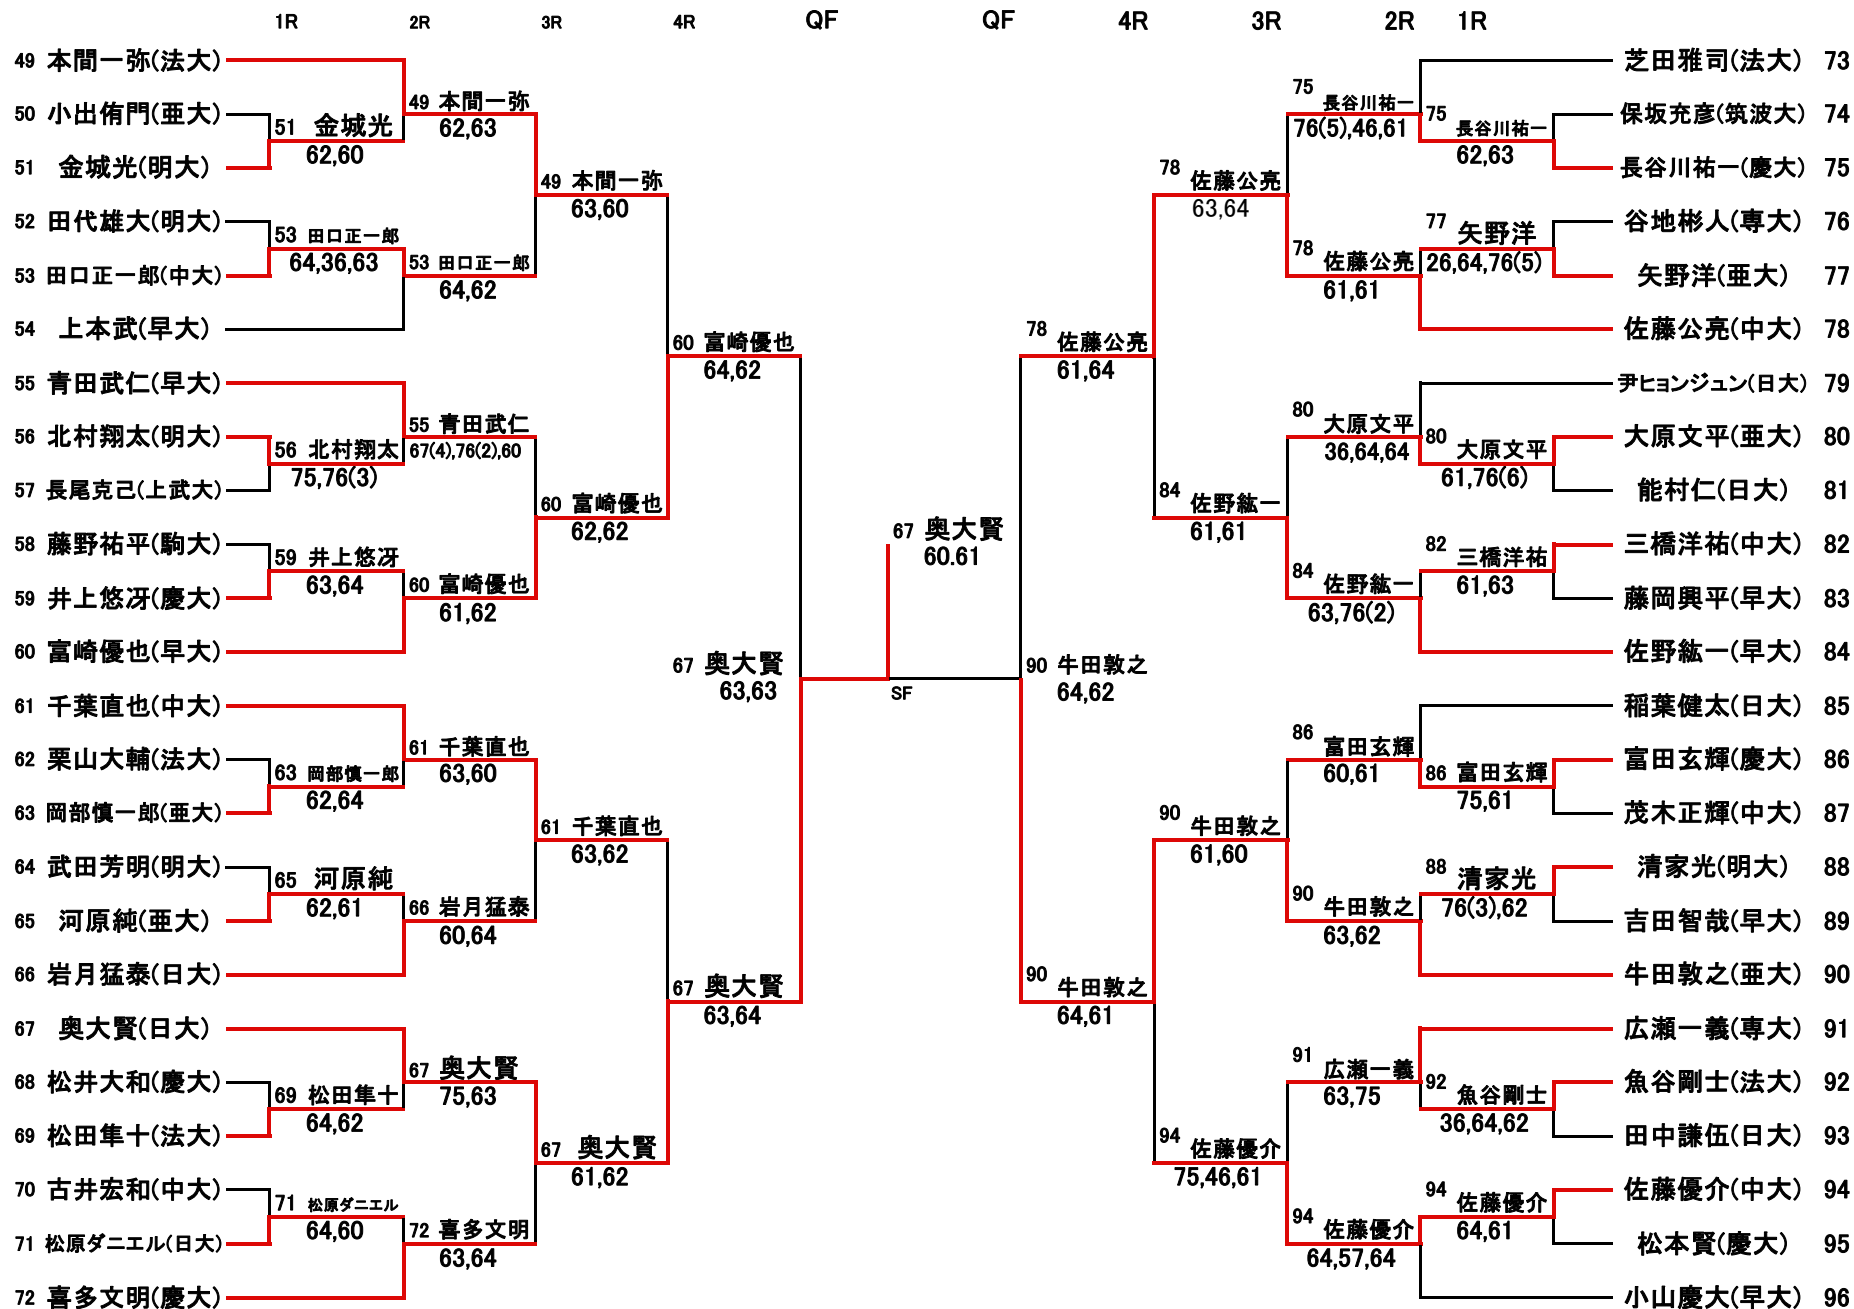 1R 2R 3R 4R QF QF 4R 3R 2R 1R
49 本間一弥(法大)
50 小出侑門(亜大)
51 金城光(明大)
52 田代雄大(明大)
53 田口正一郎(中大)
54 上本武(早大)
55 青田武仁(早大)
56 北村翔太(明大)
57 長尾克己(上武大)
58 藤野祐平(駒大)
59 井上悠冴(慶大)
60 富崎優也(早大)
61 千葉直也(中大)
62 栗山大輔(法大)
63 岡部慎一郎(亜大)
64 武田芳明(明大)
65 河原純(亜大)
66 岩月猛泰(日大)
67 奥大賢(日大)
68 松井大和(慶大)
69 松田隼十(法大)
70 古井宏和(中大)
71 松原ダニエル(日大)
72 喜多文明(慶大)
51 金城光
62,60
53 田口正一郎
64,36,63
56 北村翔太
75,76(3)
59 井上悠冴
63,64
63 岡部慎一郎
62,64
65 河原純
62,61
69 松田隼十
64,62
71 松原ダニエル
64,60
49 本間一弥
62,63
53 田口正一郎
64,62
55 青田武仁
67(4),76(2),60
60 富崎優也
61,62
61 千葉直也
63,60
66 岩月猛泰
60,64
67 奥大賢
75,63
72 喜多文明
63,64
49 本間一弥
63,60
60 富崎優也
62,62
61 千葉直也
63,62
67 奥大賢
61,62
60 富崎優也
64,62
67 奥大賢
63,64
67 奥大賢
63,63
67 奥大賢
60.61
SF
90 牛田敦之
64,62
78 佐藤公亮
61,64
90 牛田敦之
64,61
78 佐藤公亮
63,64
84 佐野紘一
61,61
90 牛田敦之
61,60
94 佐藤優介
75,46,61
75 長谷川祐一
76(5),46,61
78 佐藤公亮
61,61
80 大原文平
36,64,64
84 佐野紘一
63,76(2)
86 富田玄輝
60,61
90 牛田敦之
63,62
91 広瀬一義
63,75
94 佐藤優介
64,57,64
75 長谷川祐一
62,63
77 矢野洋
26,64,76(5)
80 大原文平
61,76(6)
82 三橋洋祐
61,63
86 富田玄輝
75,61
88 清家光
76(3),62
92 魚谷剛士
36,64,62
94 佐藤優介
64,61
芝田雅司(法大) 73
保坂充彦(筑波大) 74
長谷川祐一(慶大) 75
谷地彬人(専大) 76
矢野洋(亜大) 77
佐藤公亮(中大) 78
尹ヒョンジュン(日大) 79
大原文平(亜大) 80
能村仁(日大) 81
三橋洋祐(中大) 82
藤岡興平(早大) 83
佐野紘一(早大) 84
稲葉健太(日大) 85
富田玄輝(慶大) 86
茂木正輝(中大) 87
清家光(明大) 88
吉田智哉(早大) 89
牛田敦之(亜大) 90
広瀬一義(専大) 91
魚谷剛士(法大) 92
田中謙伍(日大) 93
佐藤優介(中大) 94
松本賢(慶大) 95
小山慶大(早大) 96